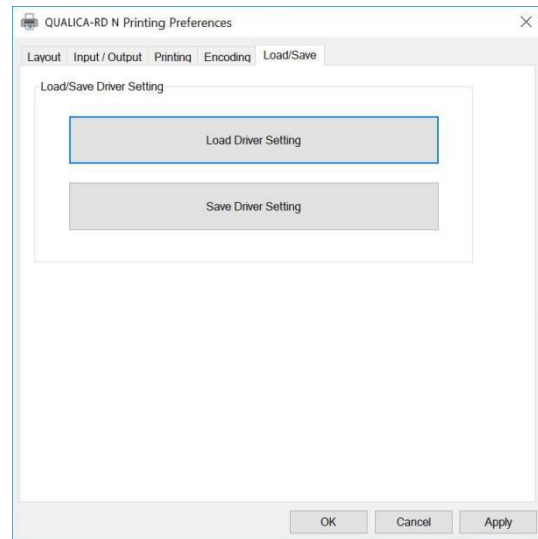 QUALICA-RD N Printing Preferences
Layout Input / Output Printing Encoding Load/Save
Load/Save Driver Setting
Load Driver Setting
Save Driver Setting
OK Cancel Apply